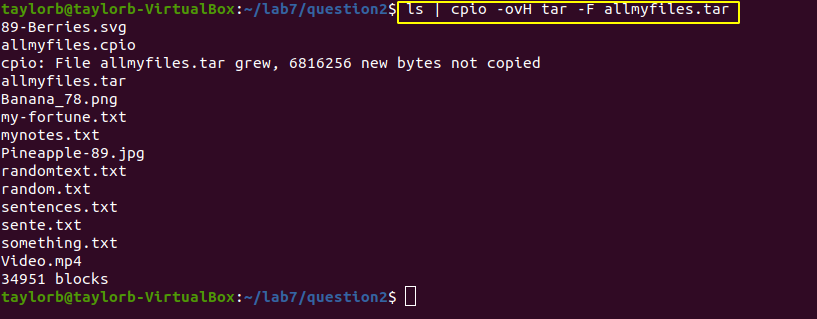 taylorb@taylorb-VirtualBox:~/lab7/question2$ ls | cpio -ovH tar -F allmyfiles.tar
89-Berries.svg
allmyfiles.cpio
cpio: File allmyfiles.tar grew, 6816256 new bytes not copied
allmyfiles.tar
Banana_78.png
my-fortune.txt
mynotes.txt
Pineapple-89.jpg
randomtext.txt
random.txt
sentences.txt
sente.txt
something.txt
Video.mp4
34951 blocks
taylorb@taylorb-VirtualBox:~/lab7/question2$